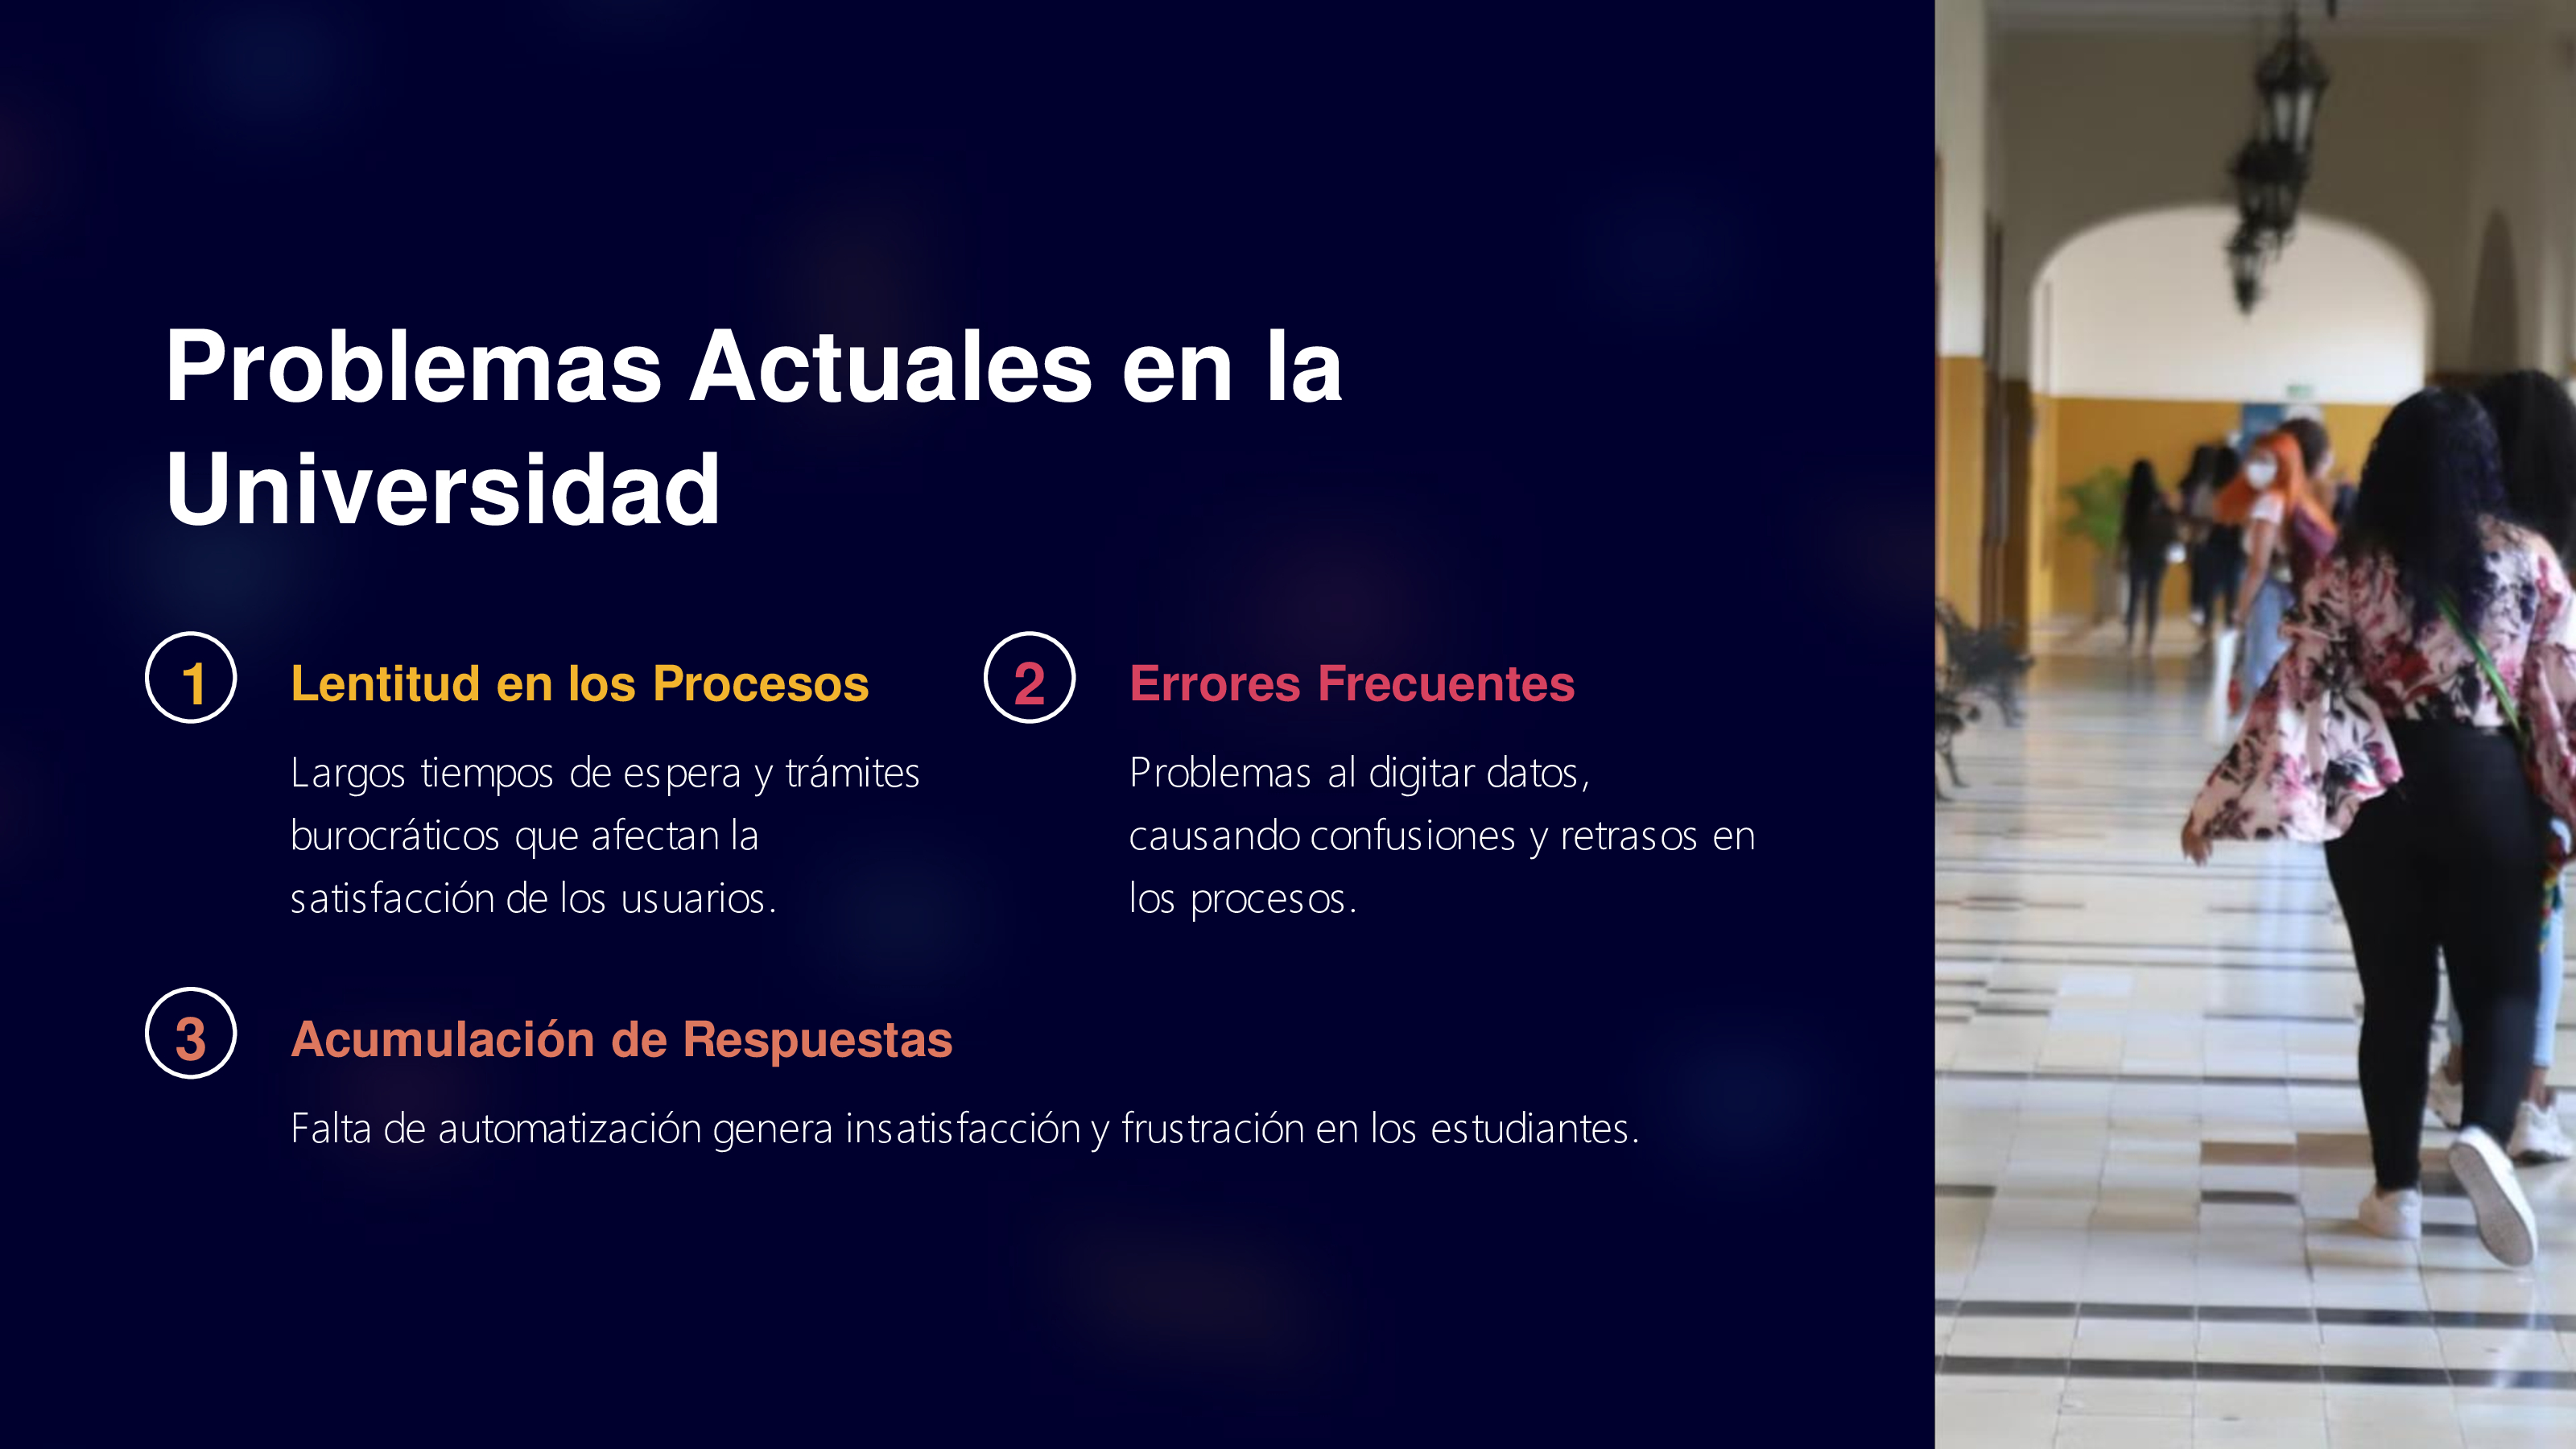 Problemas Actuales en la
Universidad
1
Lentitud en los Procesos
Largos tiempos de espera y trámites
burocráticos que afectan la
satisfacción de los usuarios.
2
Errores Frecuentes
Problemas al digitar datos,
causando confusiones y retrasos en
los procesos.
3
Acumulación de Respuestas
Falta de automatización genera insatisfacción y frustración en los estudiantes.